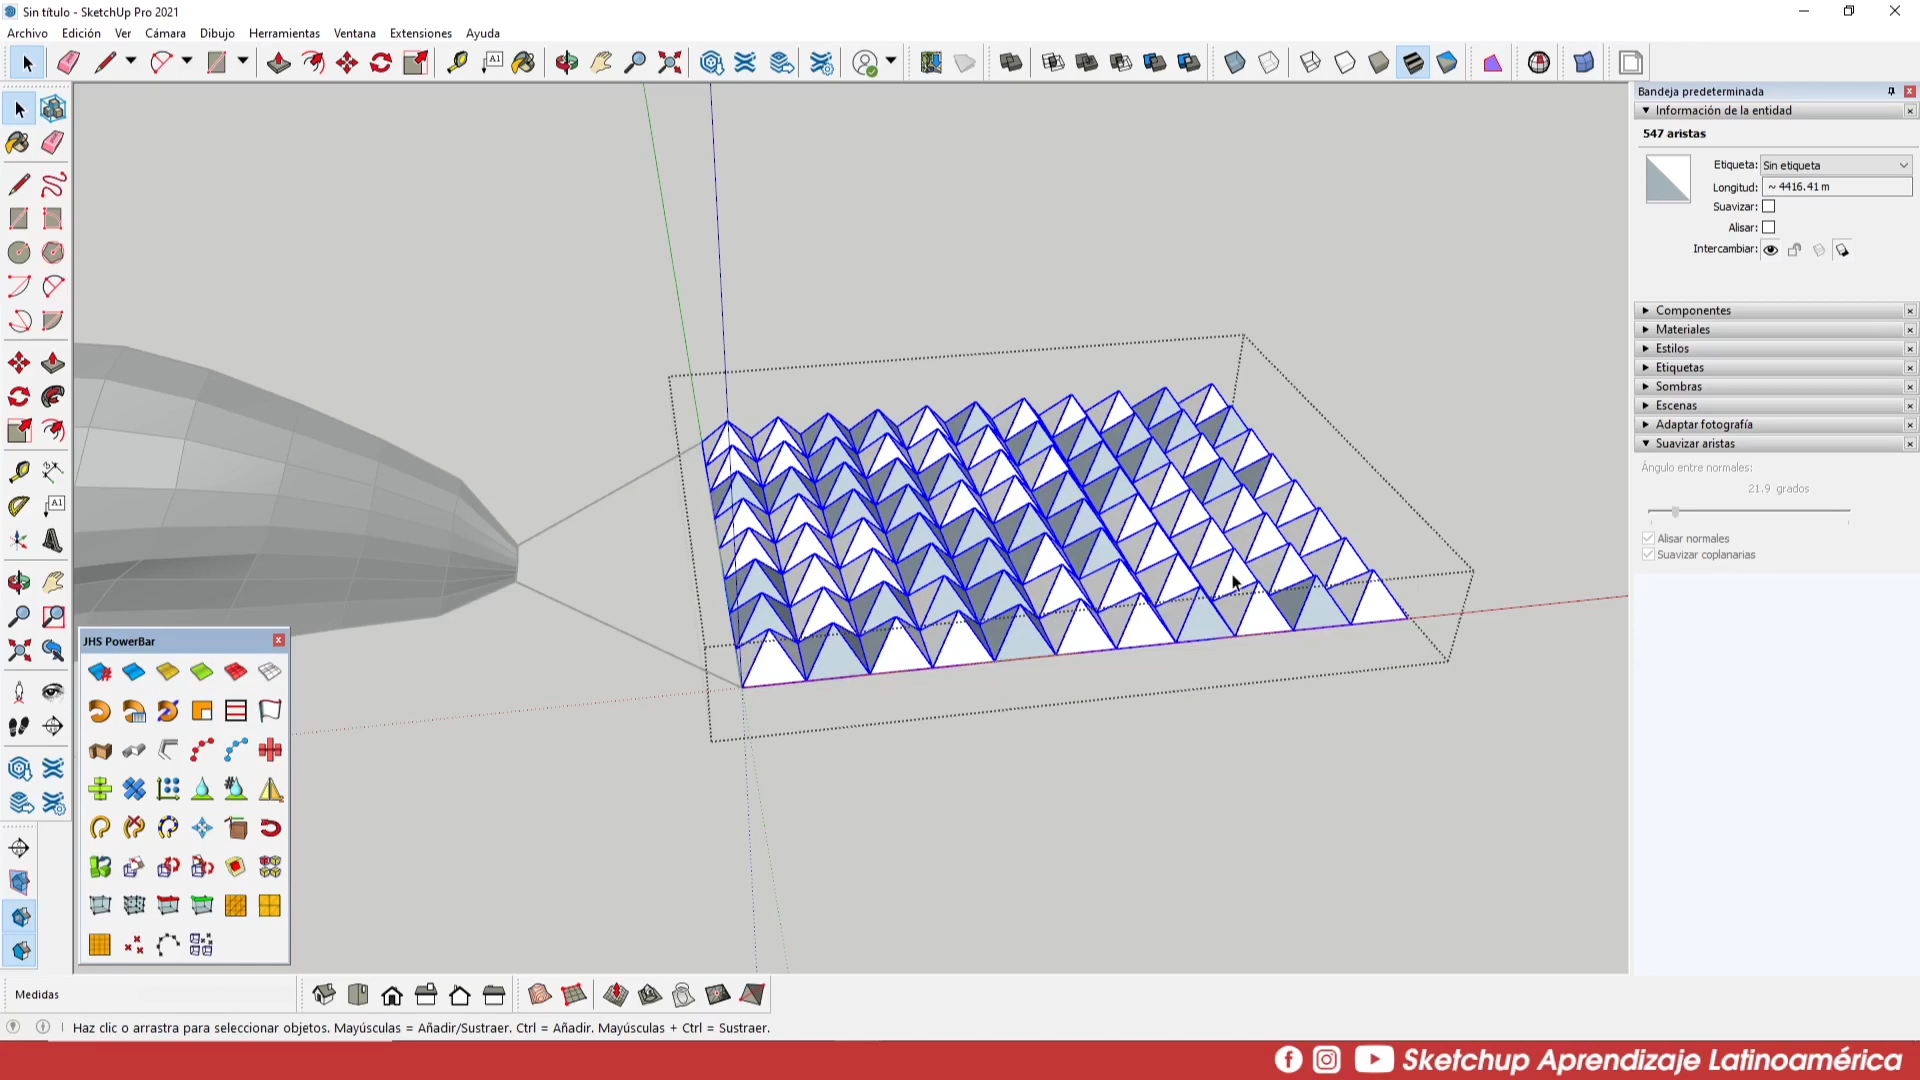 Sin título - SketchUp Pro 2021
Archivo Edición Ver Cámara Dibujo Herramientas Ventana Extensiones Ayuda
A1
Bandeja predeterminada
Información de la entidad
547 aristas
Etiqueta: Sin etiqueta
Longitud: ~ 4416.41 m
Suavizar:
Alisar:
Intercambiar:
Componentes
Materiales
Estilos
Etiquetas
Sombras
Escenas
Adaptar fotografía
Suavizar aristas
Ángulo entre normales:
21.9 grados
Alisar normales
Suavizar coplanarias
A1
JHS PowerBar
Medidas
Haz clic o arrastra para seleccionar objetos. Mayúsculas = Añadir/Sustraer. Ctrl = Añadir. Mayúsculas + Ctrl = Sustraer.
Sketchup Aprendizaje Latinoamérica